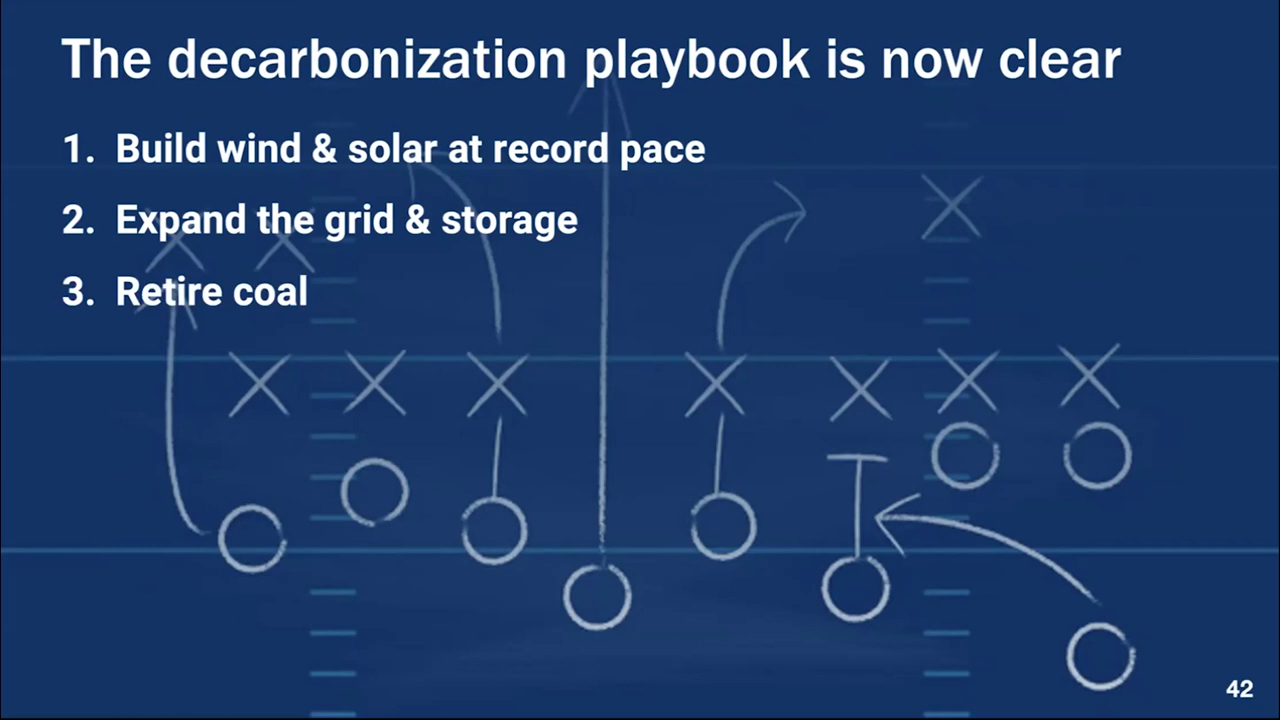 The decarbonization playbook is now clear
1. Build wind & solar at record pace
2. Expand the grid & storage
3. Retire coal
42